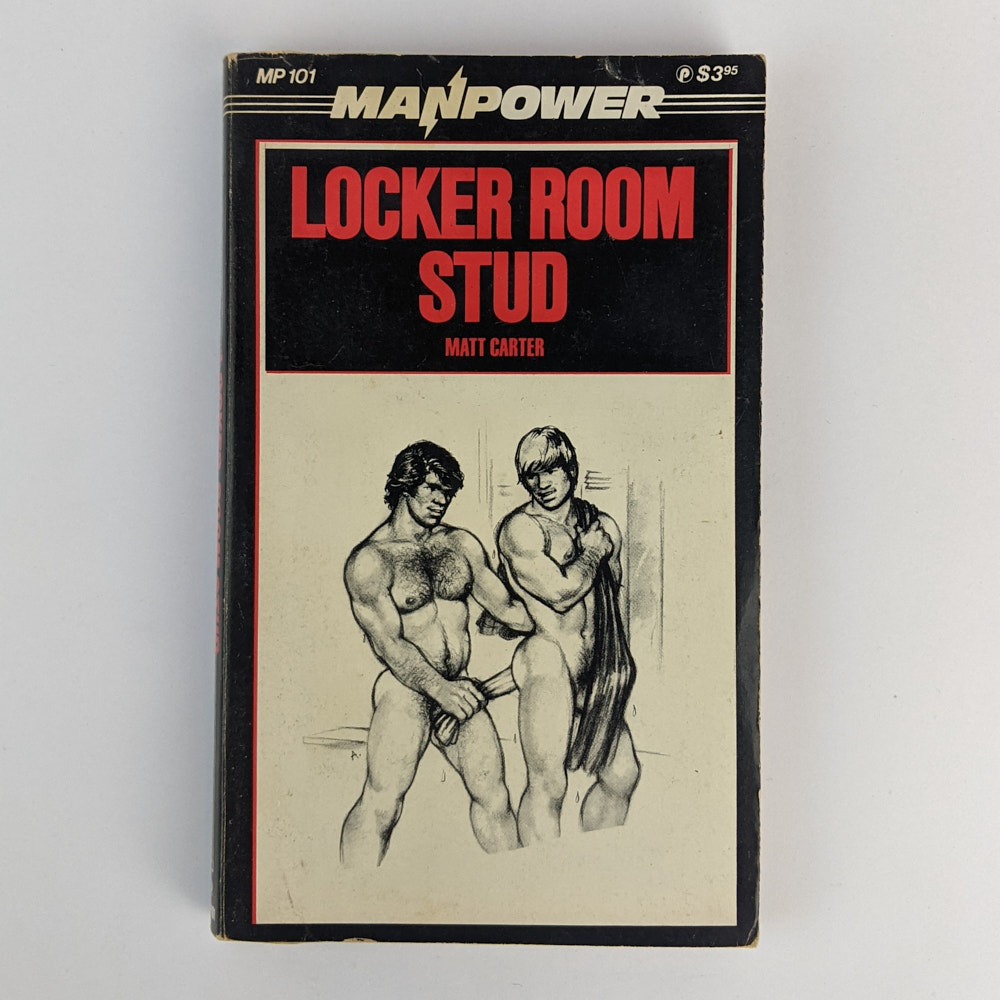 MP 101
MANPOWER
℗ $3.95
LOCKER ROOM
STUD
MATT CARTER
A.